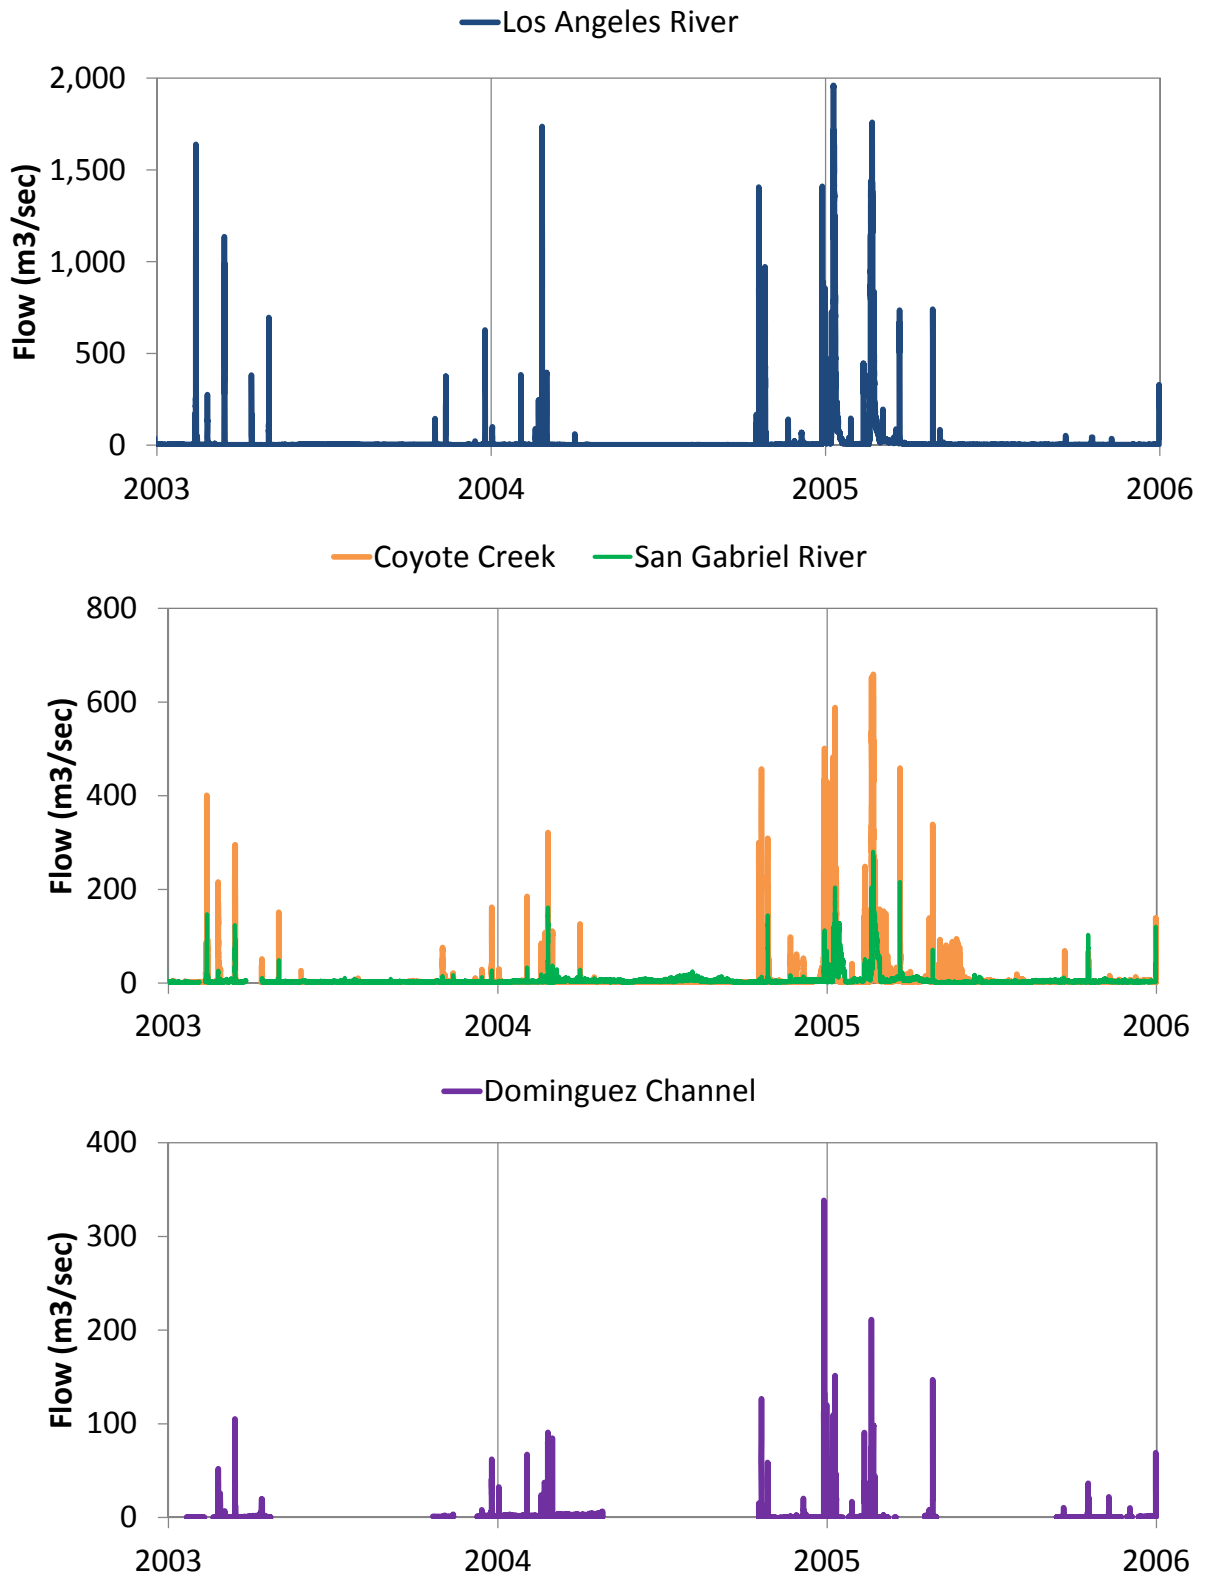 Los Angeles River
2,000
1,500
1,000
500
0
Flow (m3/sec)
2003 2004 2005 2006
Coyote Creek San Gabriel River
800
600
400
200
0
Flow (m3/sec)
2003 2004 2005 2006
Dominguez Channel
400
300
200
100
0
Flow (m3/sec)
2003 2004 2005 2006